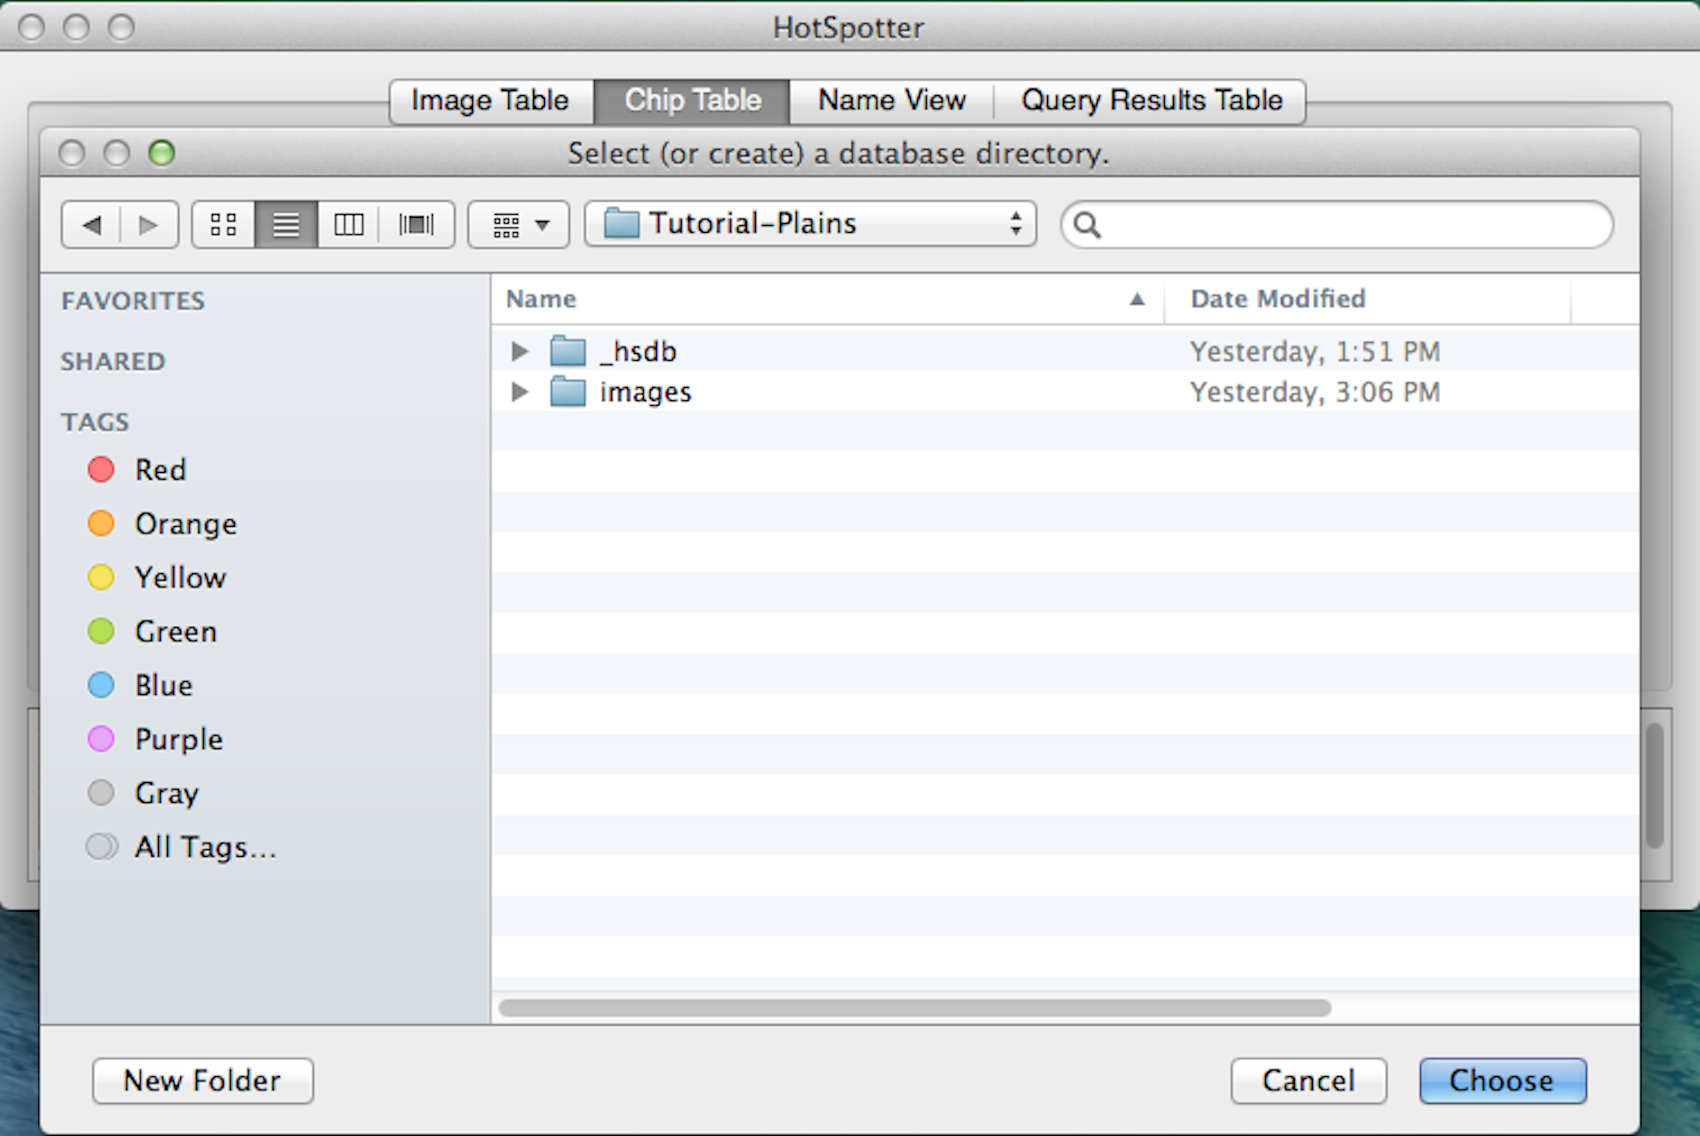 HotSpotter
Image Table Chip Table Name View Query Results Table
Select (or create) a database directory.
Tutorial-Plains
FAVORITES
SHARED
TAGS
Red
Orange
Yellow
Green
Blue
Purple
Gray
All Tags...
Name Date Modified
_hsdb Yesterday, 1:51 PM
images Yesterday, 3:06 PM
New Folder Cancel Choose